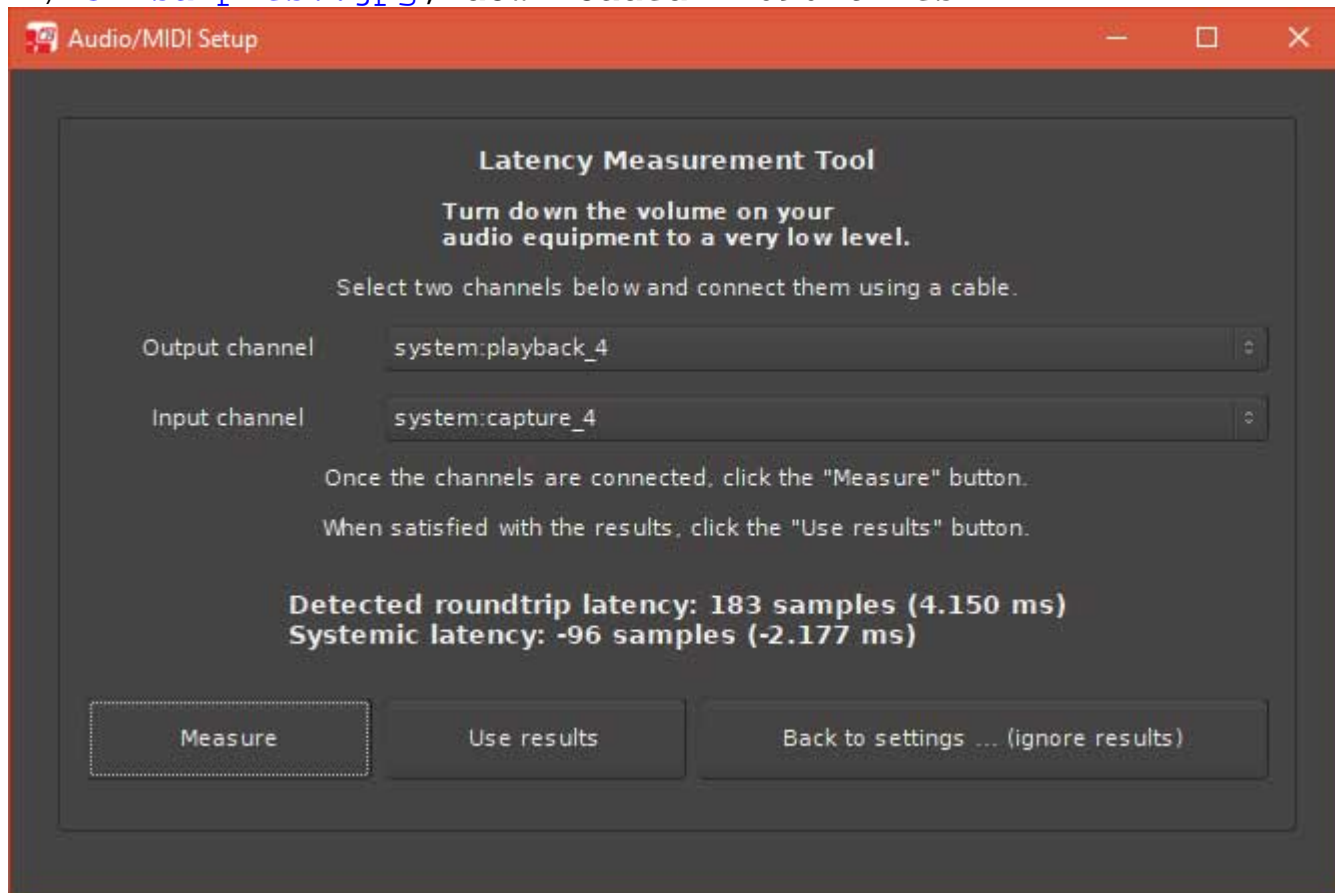 Audio/MIDI Setup
Latency Measurement Tool
Turn down the volume on your
audio equipment to a very low level.
Select two channels below and connect them using a cable.
Output channel system:playback_4
Input channel system:capture_4
Once the channels are connected, click the "Measure" button.
When satisfied with the results, click the "Use results" button.
Detected roundtrip latency: 183 samples (4.150 ms)
Systemic latency: -96 samples (-2.177 ms)
Measure Use results Back to settings ... (ignore results)